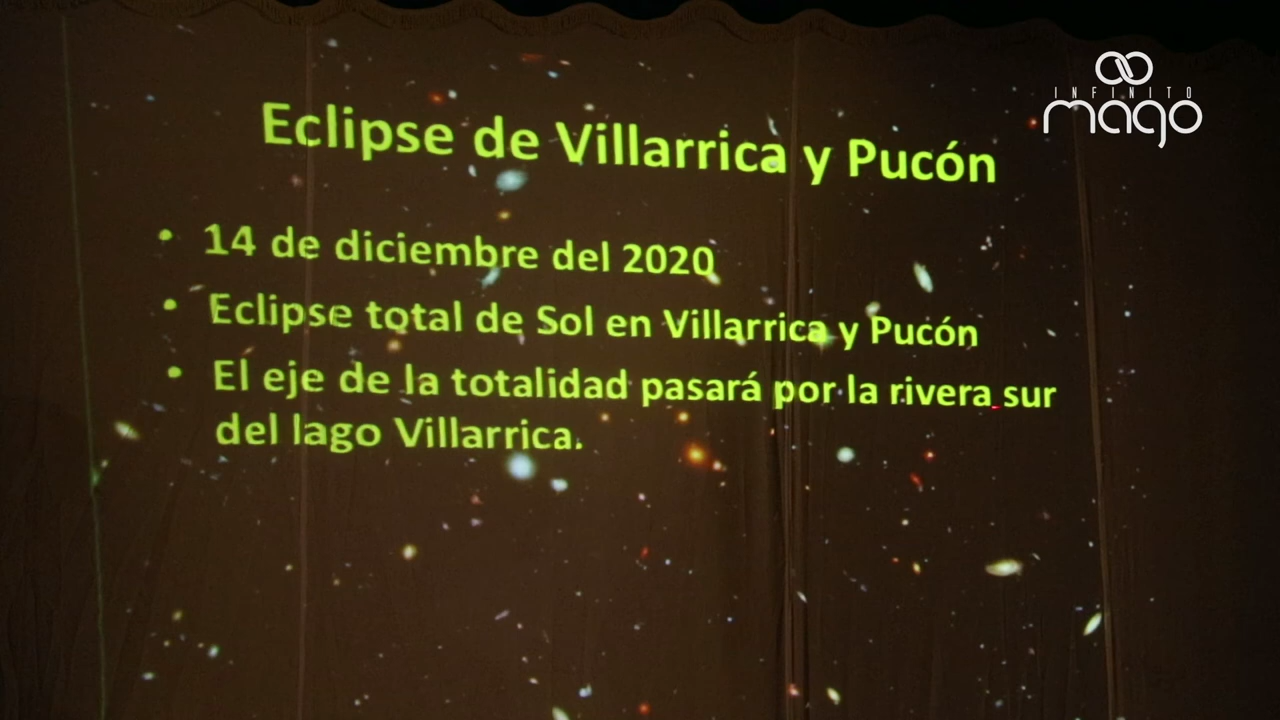 INFINITO
mago
Eclipse de Villarrica y Pucón
• 14 de diciembre del 2020
• Eclipse total de Sol en Villarrica y Pucón
• El eje de la totalidad pasará por la rivera sur
del lago Villarrica.